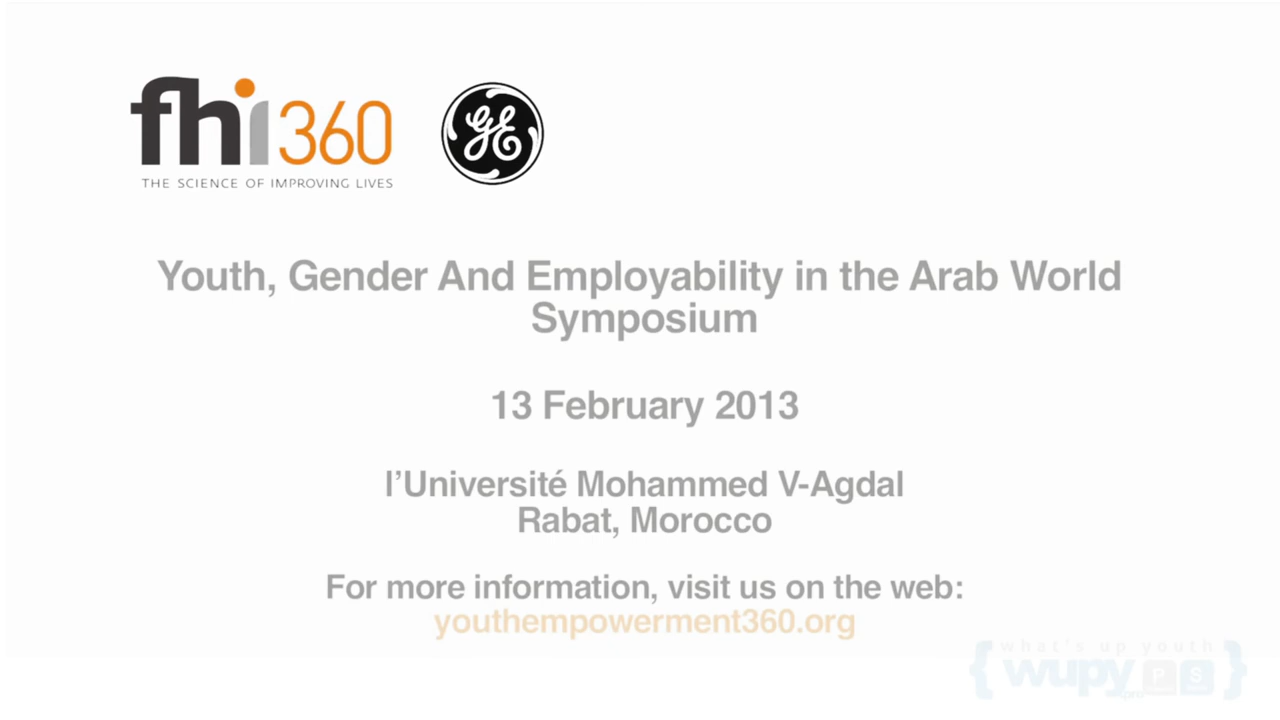 fhi360
THE SCIENCE OF IMPROVING LIVES
GE
Youth, Gender And Employability in the Arab World
Symposium
13 February 2013
l'Université Mohammed V-Agdal
Rabat, Morocco
For more information, visit us on the web:
youthempowerment360.org
what's up youth
{wupy P S}